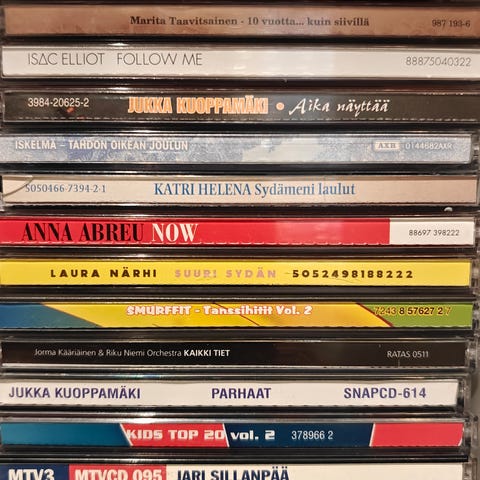 Marita Taavitsainen - 10 vuotta... kuin siivillä 987 193-6
ISAC ELLIOT FOLLOW ME 88875040322
3984-20625-2 JUKKA KUOPPAMÄKI • Aika näyttää
ISKELMÄ - TAHDON OIKEAN JOULUN AXR 0144682AXR
5050466-7394-2-1 KATRI HELENA Sydämeni laulut
ANNA ABREU NOW 88697 398222
LAURA NÄRHI SUURI SYDÄN 5052498188222
SMURFFIT - Tanssihitit Vol. 2 7243 8 57627 2 7
Jorma Kääriäinen & Riku Niemi Orchestra KAIKKI TIET RATAS 0511
JUKKA KUOPPAMÄKI PARHAAT SNAPCD-614
KIDS TOP 20 vol. 2 378966 2
MTV3 MTVCD 095 JARI SILLANPÄÄ